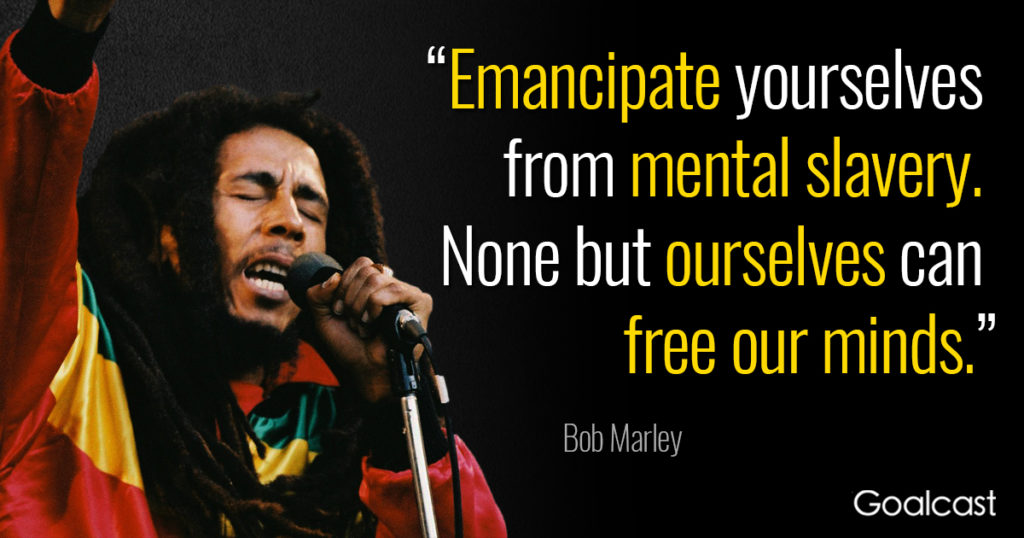 “Emancipate yourselves
from mental slavery.
None but ourselves can
free our minds.”
Bob Marley
Goalcast